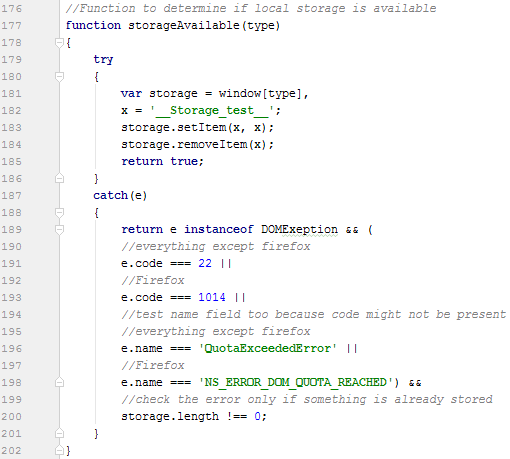 176 //Function to determine if local storage is available
177 function storageAvailable(type)
178 {
179 try
180 {
181 var storage = window[type],
182 x = '__Storage_test__';
183 storage.setItem(x, x);
184 storage.removeItem(x);
185 return true;
186 }
187 catch(e)
188 {
189 return e instanceof DOMExeption && (
190 //everything except firefox
191 e.code === 22 ||
192 //Firefox
193 e.code === 1014 ||
194 //test name field too because code might not be present
195 //everything except firefox
196 e.name === 'QuotaExceededError' ||
197 //Firefox
198 e.name === 'NS_ERROR_DOM_QUOTA_REACHED') &&
199 //check the error only if something is already stored
200 storage.length !== 0;
201 }
202 }